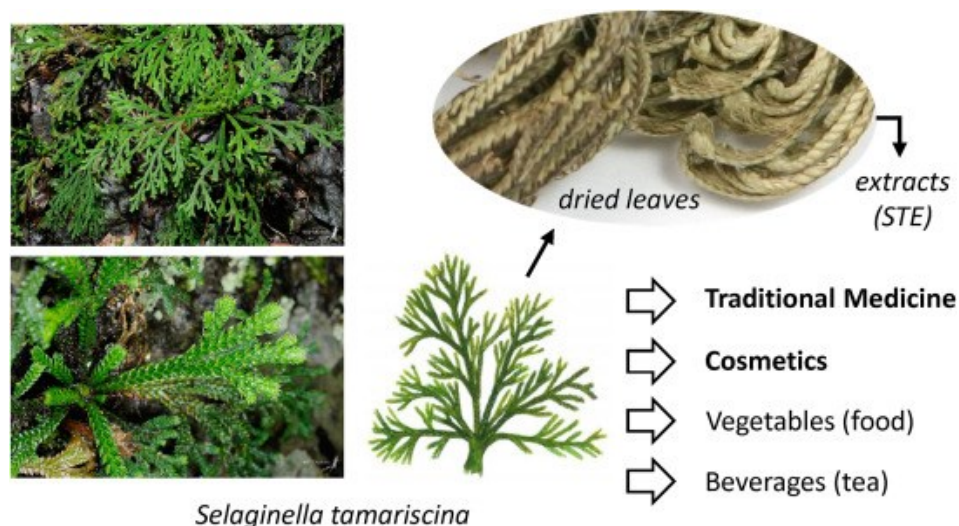 dried leaves
extracts
(STE)
Traditional Medicine
Cosmetics
Vegetables (food)
Beverages (tea)
Selaginella tamariscina